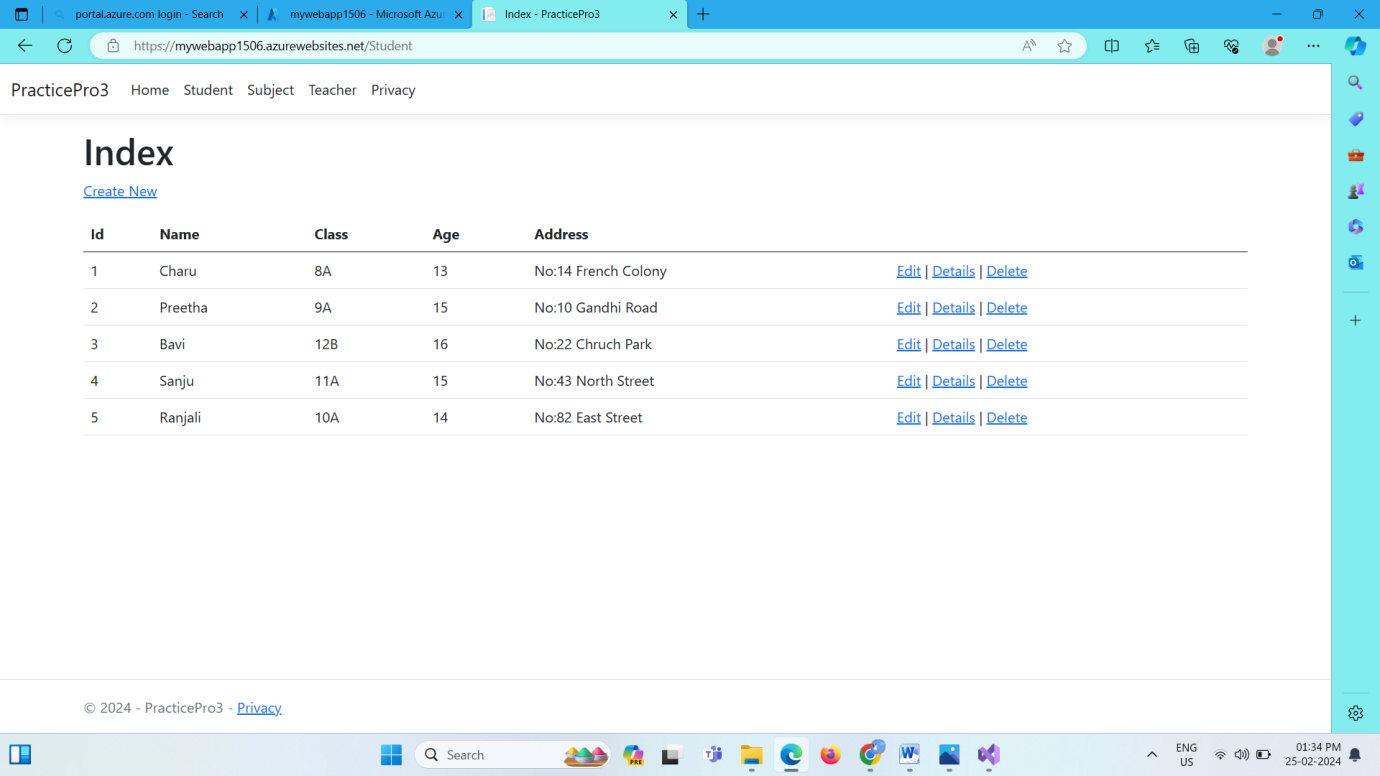 portal.azure.com login - Search
mywebapp1506 - Microsoft Azu
Index - PracticePro3
https://mywebapp1506.azurewebsites.net/Student
PracticePro3 Home Student Subject Teacher Privacy
Index
Create New
Id Name Class Age Address
1 Charu 8A 13 No:14 French Colony Edit | Details | Delete
2 Preetha 9A 15 No:10 Gandhi Road Edit | Details | Delete
3 Bavi 12B 16 No:22 Chruch Park Edit | Details | Delete
4 Sanju 11A 15 No:43 North Street Edit | Details | Delete
5 Ranjali 10A 14 No:82 East Street Edit | Details | Delete
© 2024 - PracticePro3 - Privacy
Search
PRE
ENG
US
01:34 PM
25-02-2024